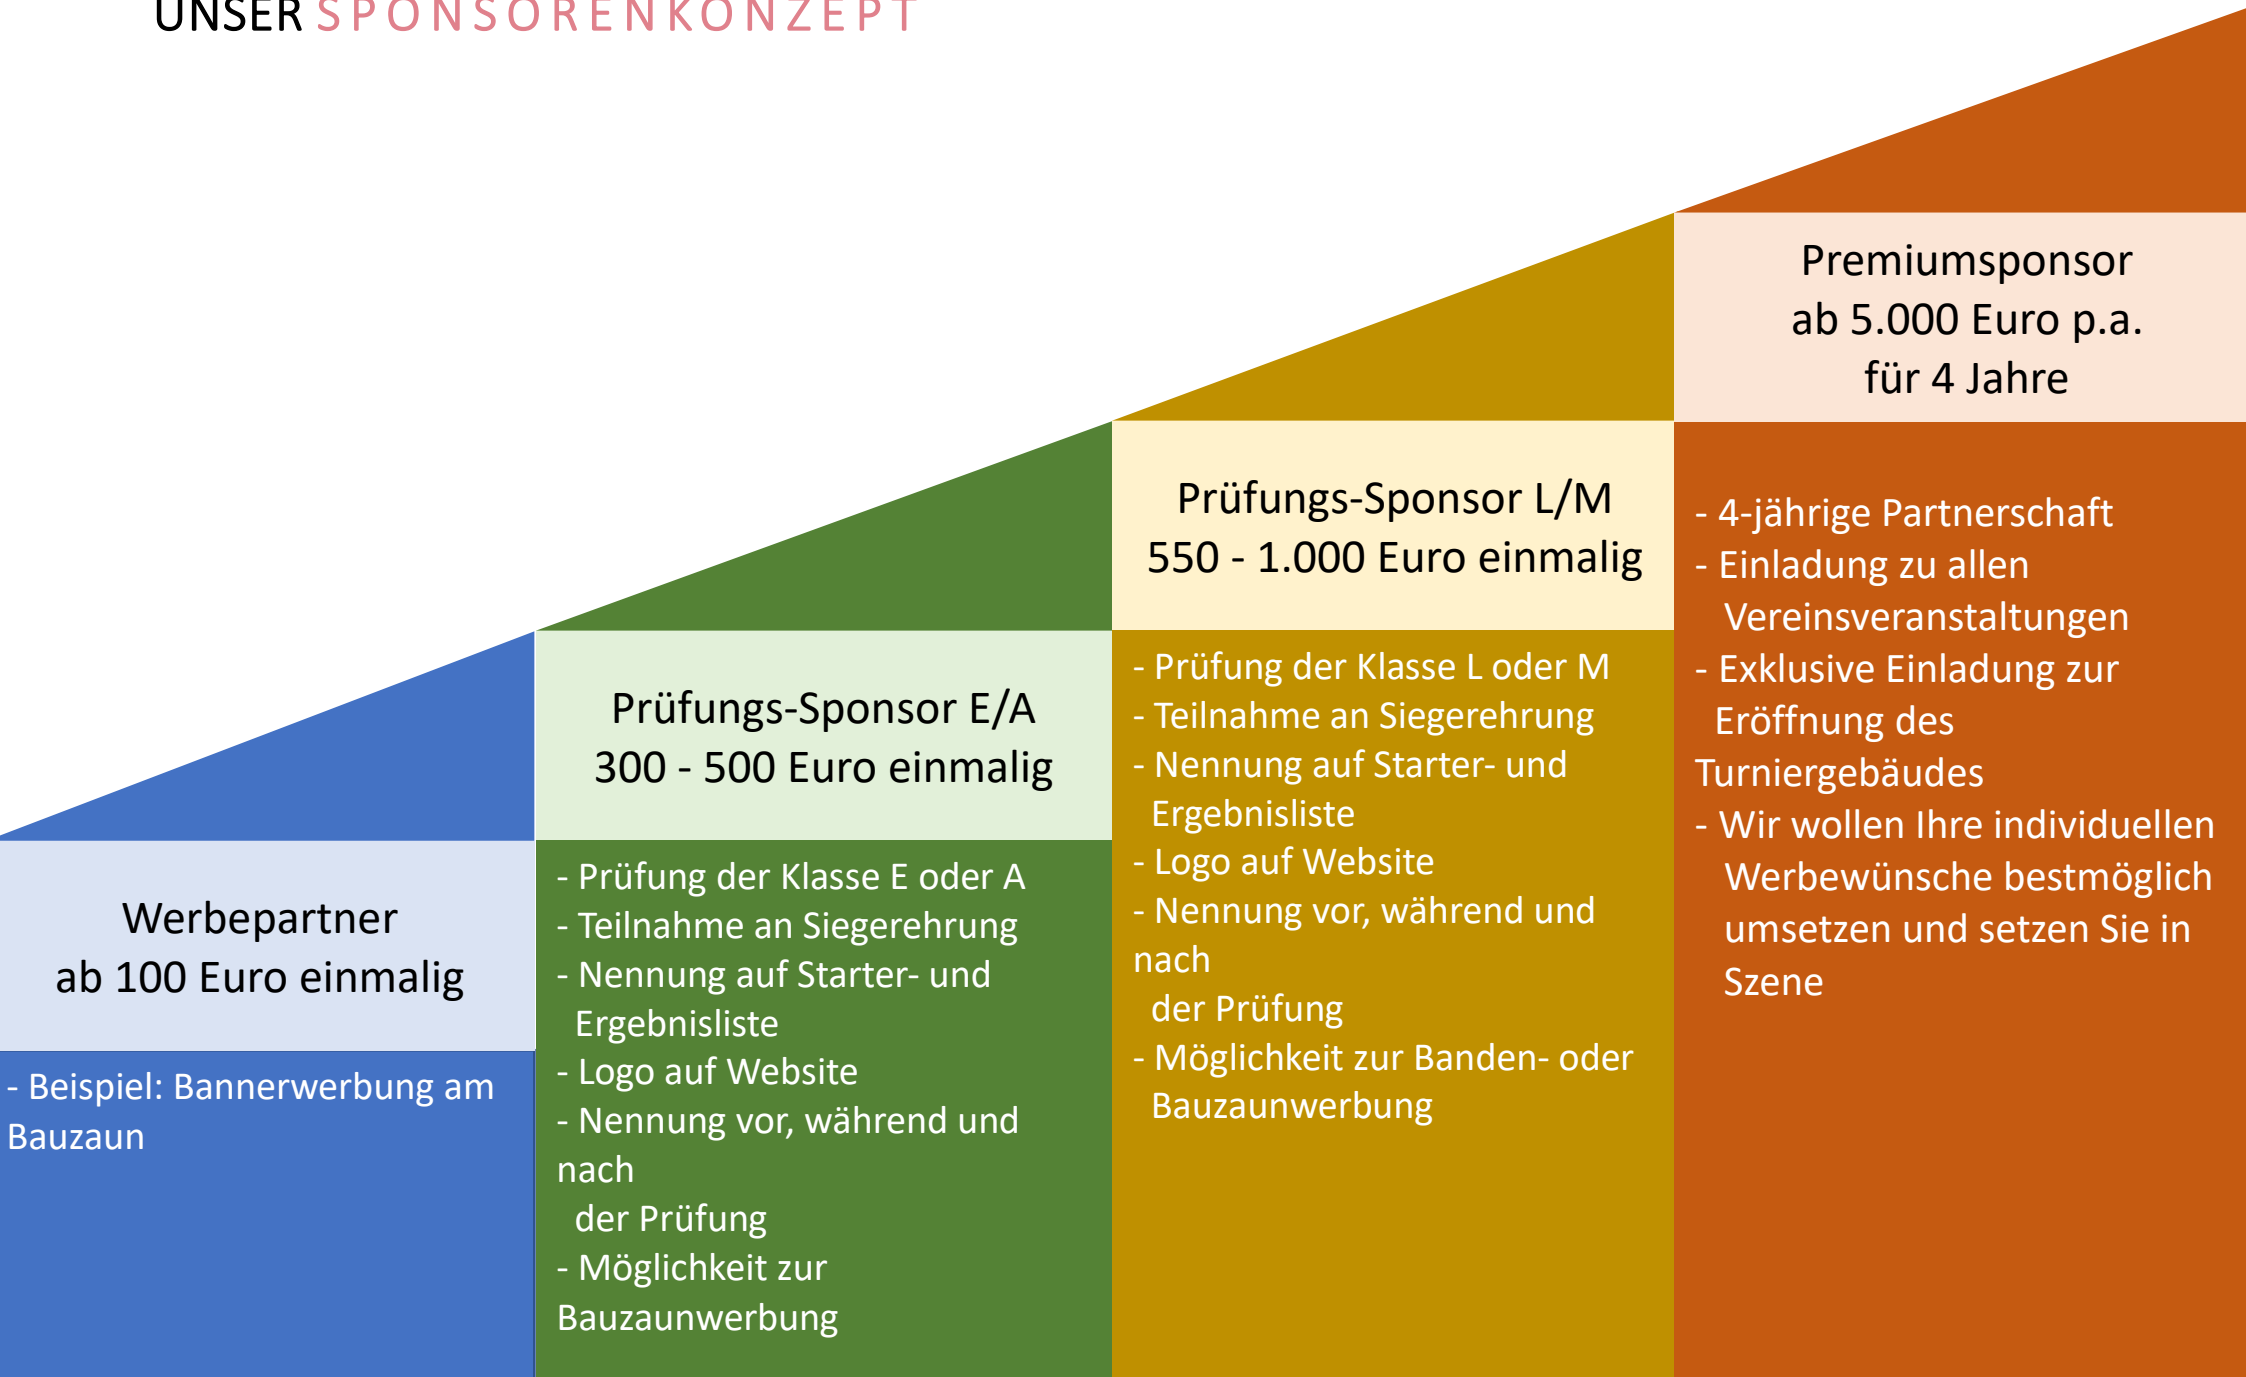 UNSER SPONSORENKONZEPT
Werbepartner
ab 100 Euro einmalig
- Beispiel: Bannerwerbung am
Bauzaun
Prüfungs-Sponsor E/A
300 - 500 Euro einmalig
- Prüfung der Klasse E oder A
- Teilnahme an Siegerehrung
- Nennung auf Starter- und
Ergebnisliste
- Logo auf Website
- Nennung vor, während und
nach
der Prüfung
- Möglichkeit zur
Bauzaunwerbung
Prüfungs-Sponsor L/M
550 - 1.000 Euro einmalig
- Prüfung der Klasse L oder M
- Teilnahme an Siegerehrung
- Nennung auf Starter- und
Ergebnisliste
- Logo auf Website
- Nennung vor, während und
nach
der Prüfung
- Möglichkeit zur Banden- oder
Bauzaunwerbung
Premiumsponsor
ab 5.000 Euro p.a.
für 4 Jahre
- 4-jährige Partnerschaft
- Einladung zu allen
Vereinsveranstaltungen
- Exklusive Einladung zur
Eröffnung des
Turniergebäudes
- Wir wollen Ihre individuellen
Werbewünsche bestmöglich
umsetzen und setzen Sie in
Szene